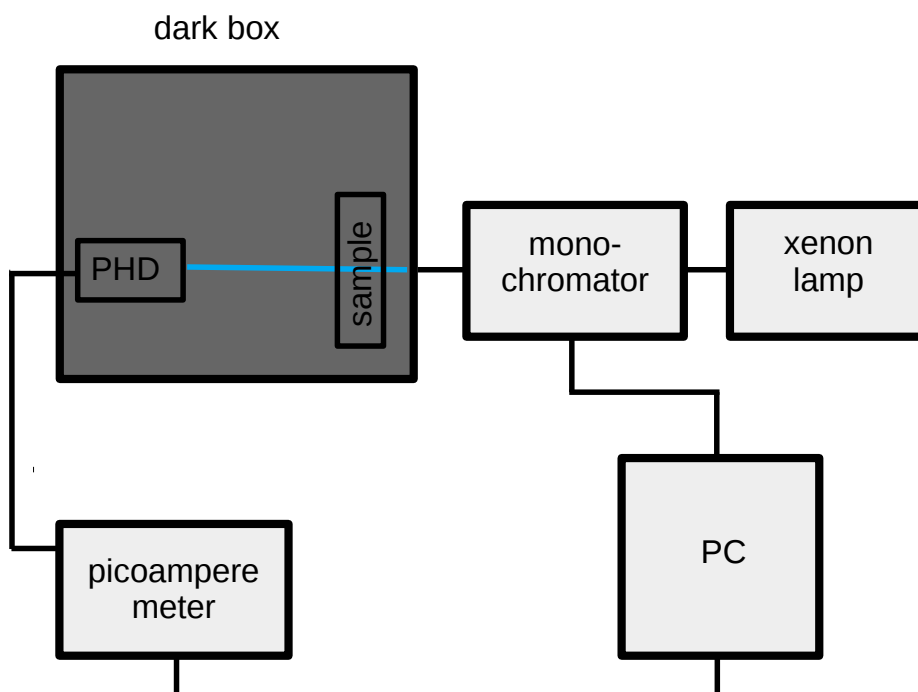 dark box
PHD
sample
mono-
chromator
xenon
lamp
picoampere
meter
PC